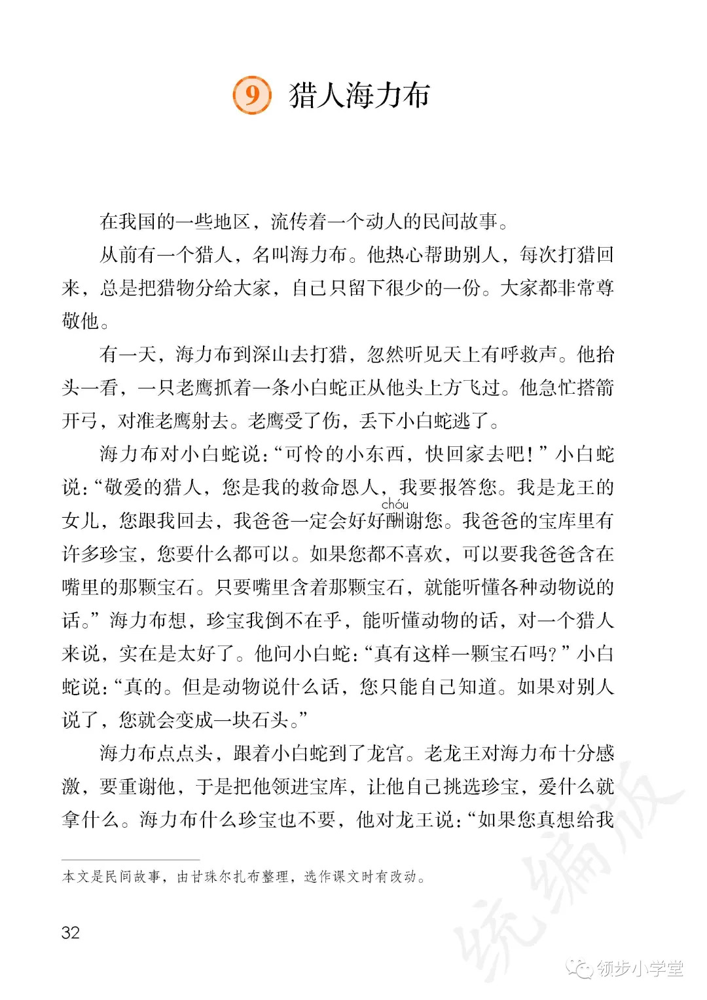 9 猎人海力布
在我国的一些地区，流传着一个动人的民间故事。
从前有一个猎人，名叫海力布。他热心帮助别人，每次打猎回
来，总是把猎物分给大家，自己只留下很少的一份。大家都非常尊
敬他。
有一天，海力布到深山去打猎，忽然听见天上有呼救声。他抬
头一看，一只老鹰抓着一条小白蛇正从他头上方飞过。他急忙搭箭
开弓，对准老鹰射去。老鹰受了伤，丢下小白蛇逃了。
海力布对小白蛇说：“可怜的小东西，快回家去吧！”小白蛇
说：“敬爱的猎人，您是我的救命恩人，我要报答您。我是龙王的
chóu
女儿，您跟我回去，我爸爸一定会好好酬谢您。我爸爸的宝库里有
许多珍宝，您要什么都可以。如果您都不喜欢，可以要我爸爸含在
嘴里的那颗宝石。只要嘴里含着那颗宝石，就能听懂各种动物说的
话。”海力布想，珍宝我倒不在乎，能听懂动物的话，对一个猎人
来说，实在是太好了。他问小白蛇：“真有这样一颗宝石吗？”小白
蛇说：“真的。但是动物说什么话，您只能自己知道。如果对别人
说了，您就会变成一块石头。”
海力布点点头，跟着小白蛇到了龙宫。老龙王对海力布十分感
激，要重谢他，于是把他领进宝库，让他自己挑选珍宝，爱什么就
拿什么。海力布什么珍宝也不要，他对龙王说：“如果您真想给我
本文是民间故事，由甘珠尔扎布整理，选作课文时有改动。
32
统编版
领步小学堂